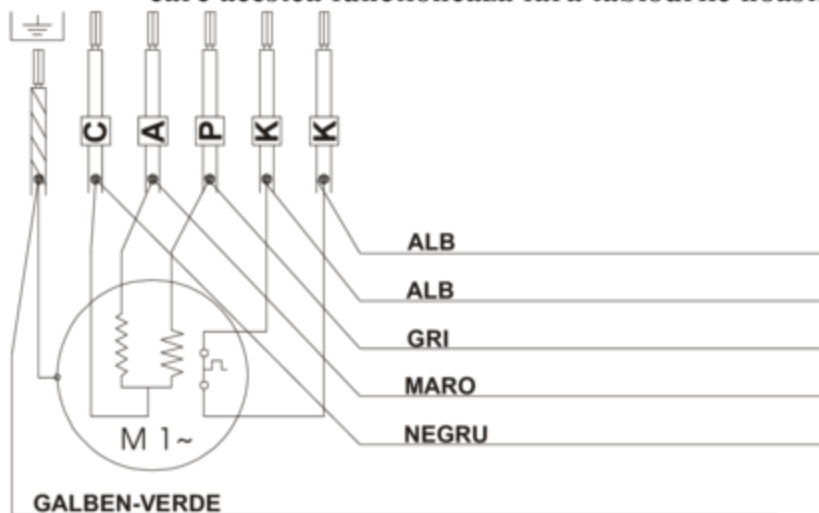 C A P K K
ALB
ALB
GRI
MARO
NEGRU
M 1~
GALBEN-VERDE